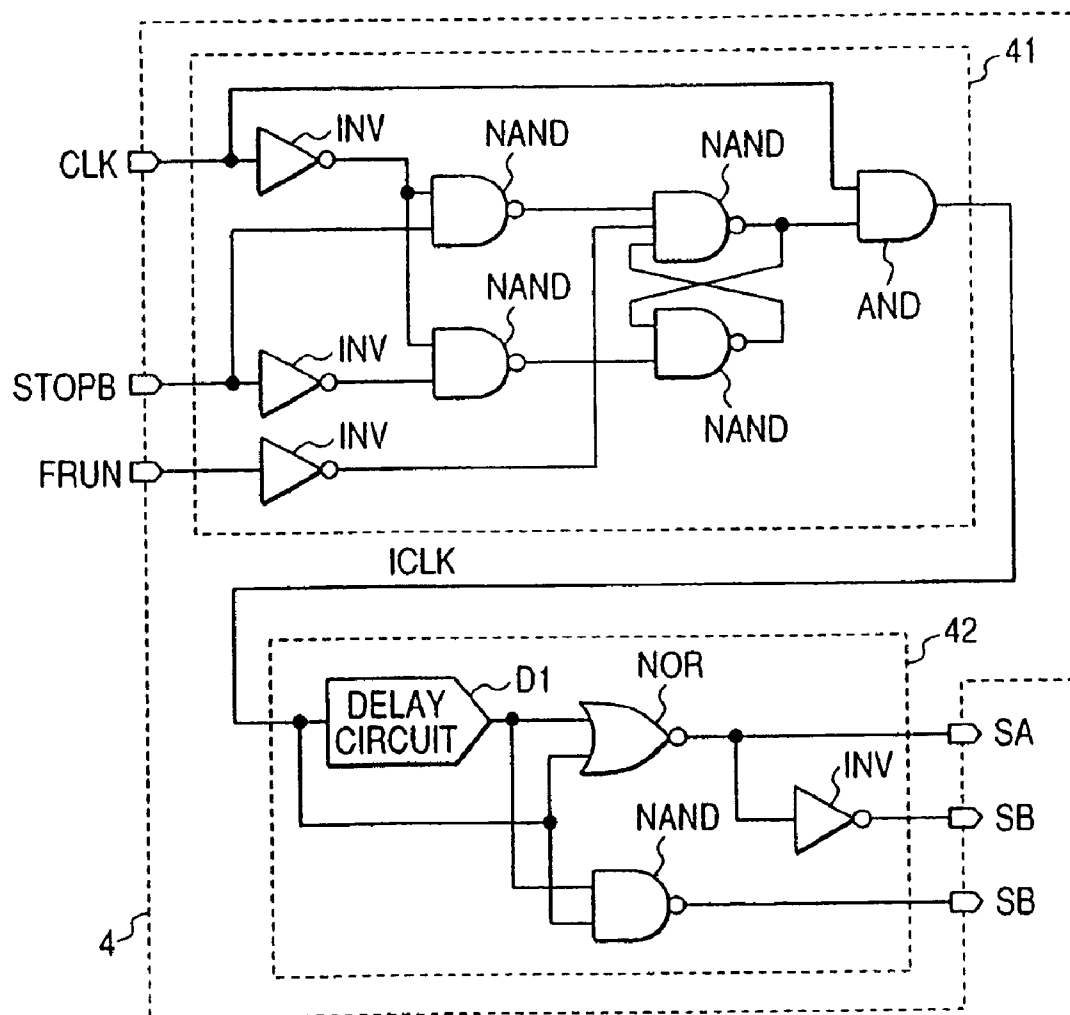 41
INV
NAND
NAND
CLK
NAND
AND
INV
STOPB
INV
NAND
FRUN
ICLK
42
NOR
D1
DELAY
CIRCUIT
SA
INV
NAND
SB
SB
4